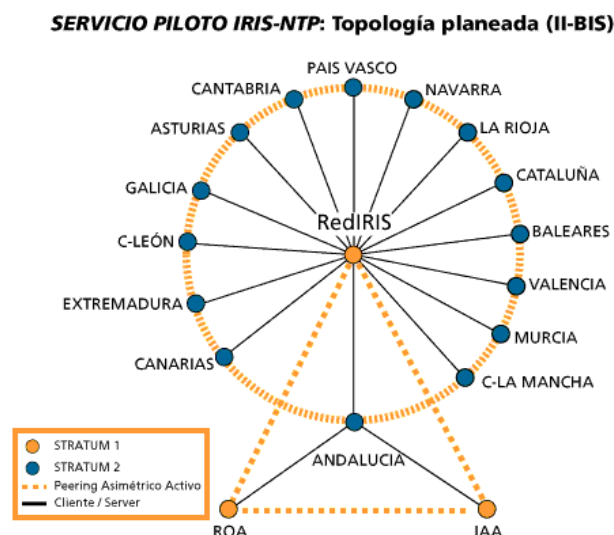 SERVICIO PILOTO IRIS-NTP: Topología planeada (II-BIS)
PAIS VASCO
CANTABRIA
NAVARRA
ASTURIAS
LA RIOJA
GALICIA
CATALUÑA
RedIRIS
C-LEÓN
BALEARES
EXTREMADURA
VALENCIA
CANARIAS
MURCIA
C-LA MANCHA
ANDALUCIA
STRATUM 1
STRATUM 2
Peering Asimétrico Activo
Cliente / Server
ROA
IAA